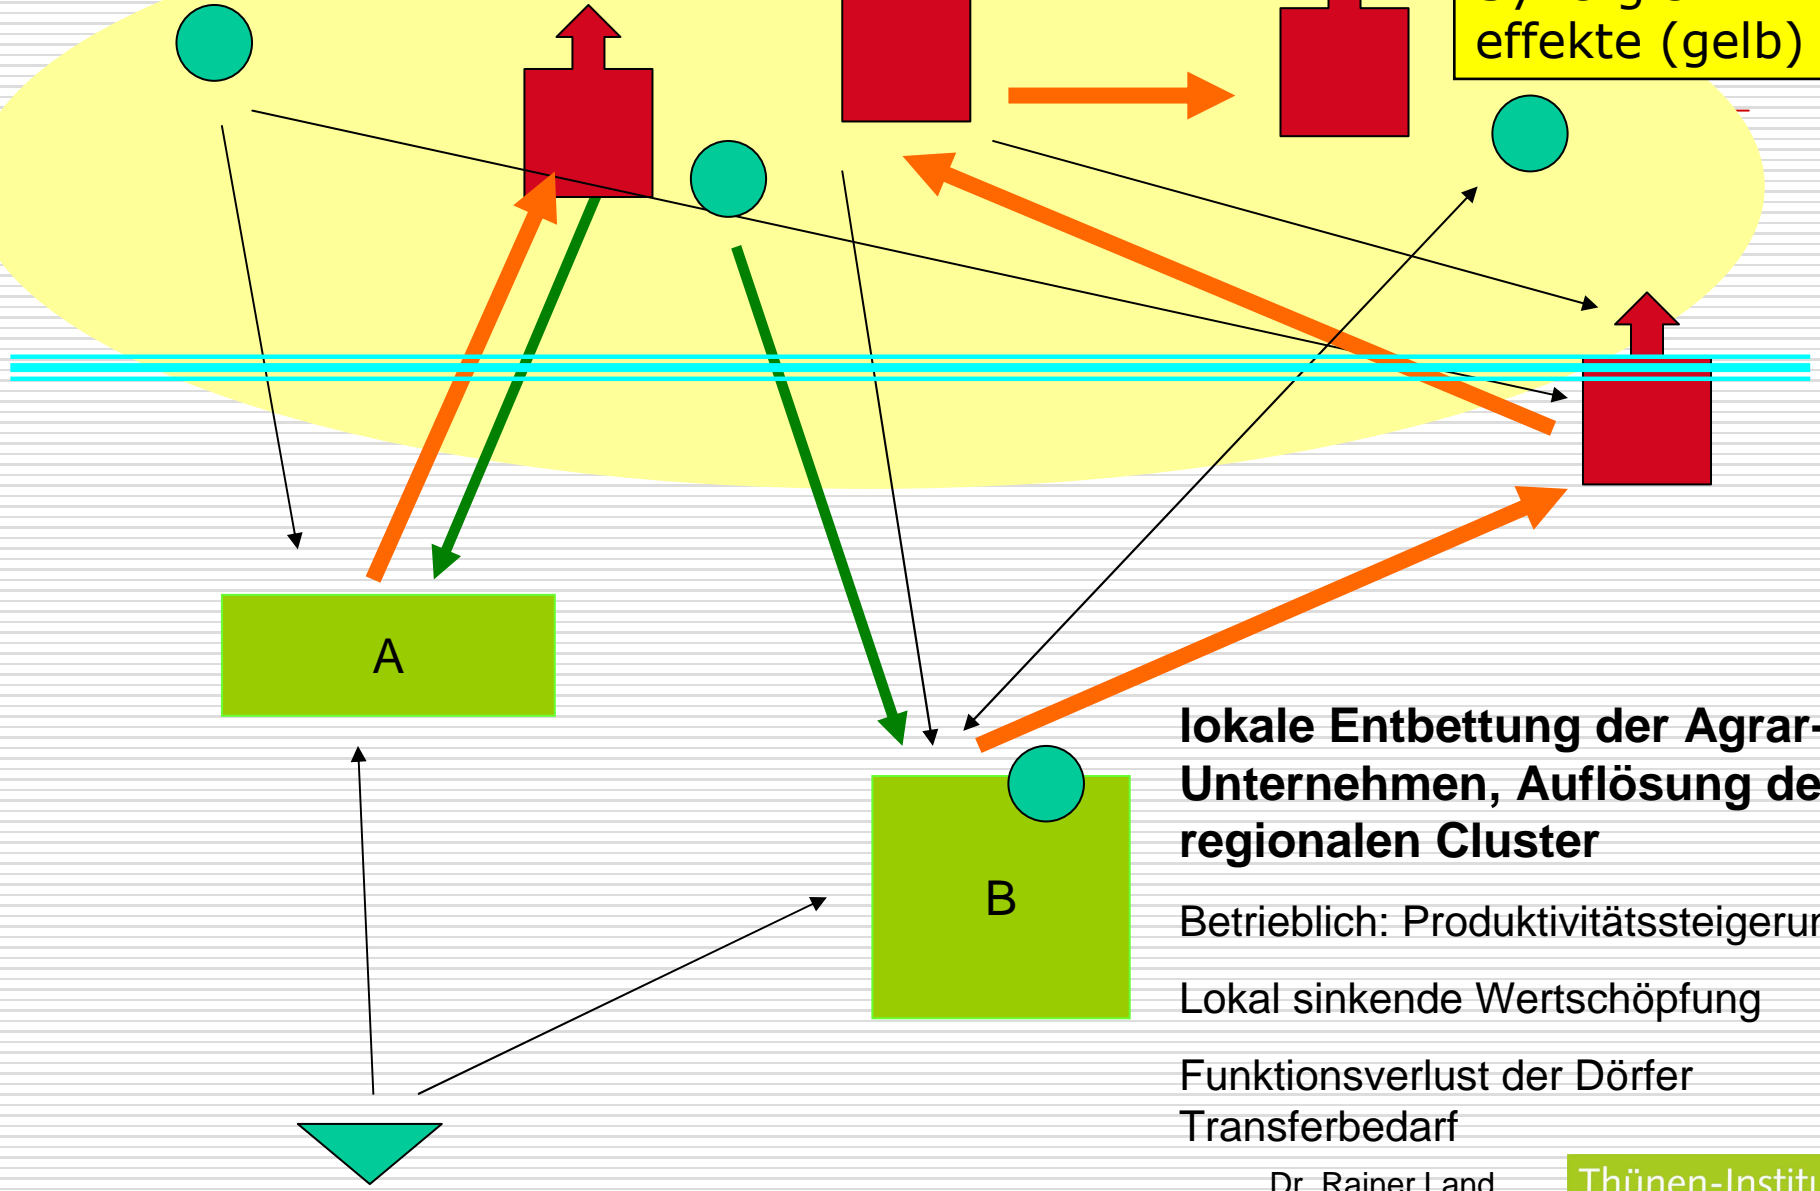 effekte (gelb)
A
B
lokale Entbettung der Agrar-
Unternehmen, Auflösung de
regionalen Cluster
Betrieblich: Produktivitätssteigerun
Lokal sinkende Wertschöpfung
Funktionsverlust der Dörfer
Transferbedarf
Dr. Rainer Land
Thünen-Institu